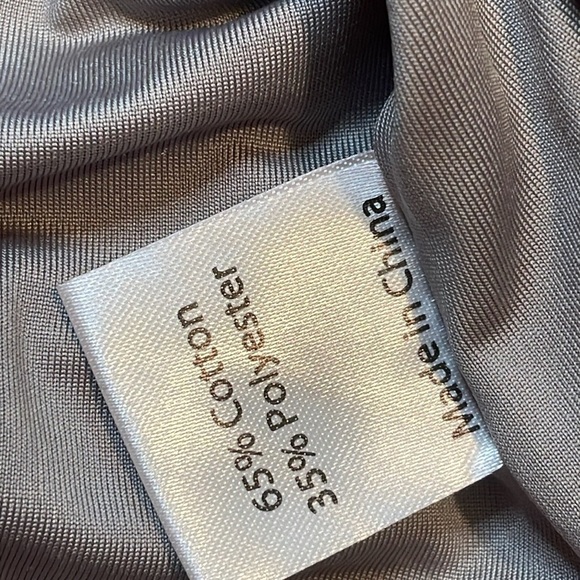 65% Cotton
35% Polyester
Made in China